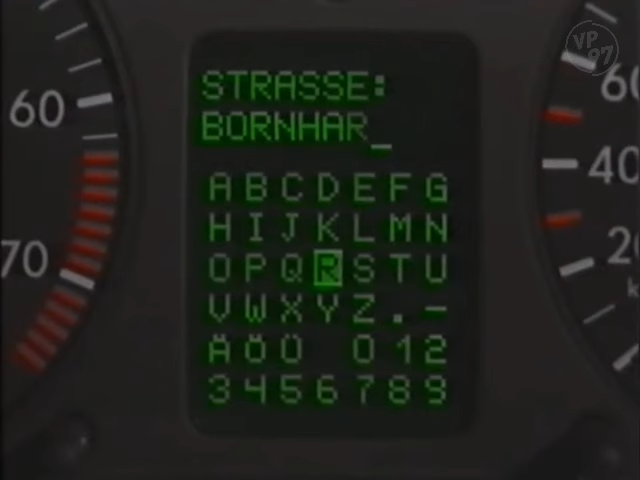 VP
97
60
70
STRASSE:
BORNHAR_
A B C D E F G
H I J K L M N
O P Q R S T U
V W X Y Z . -
Ä Ö Ü 0 1 2
3 4 5 6 7 8 9
60
40
20
k